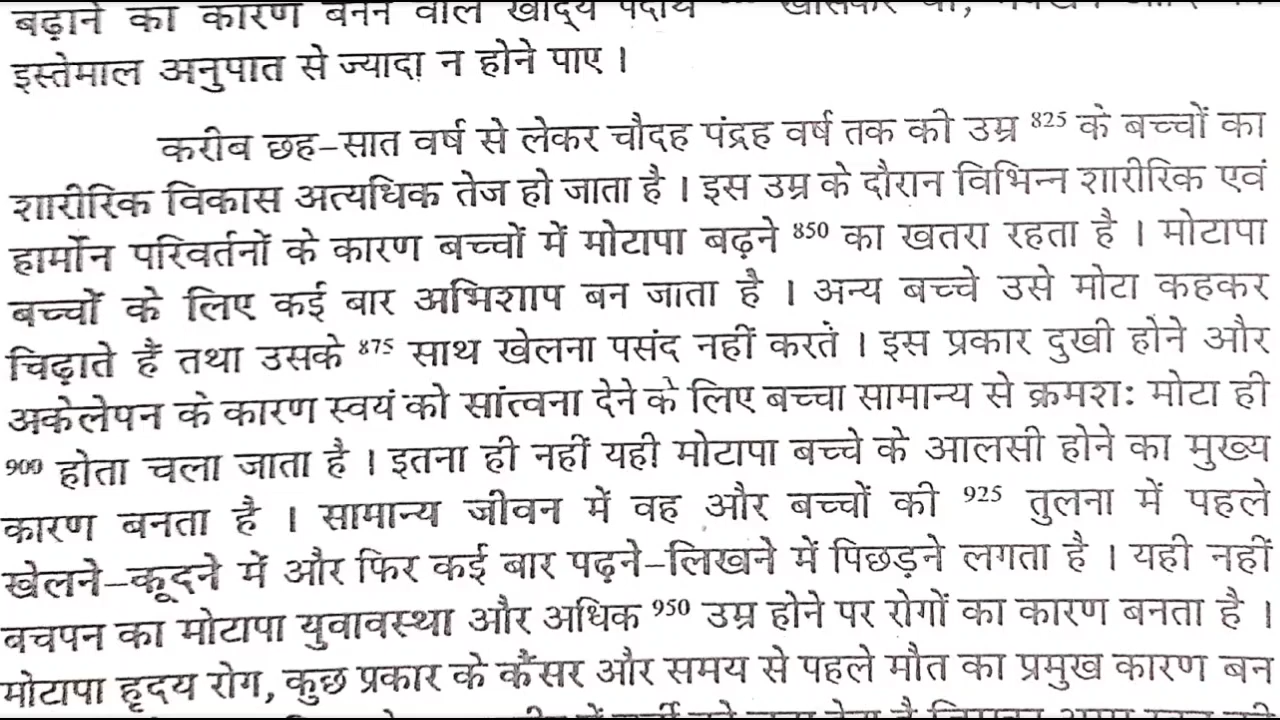 बढ़ाने का कारण बनने वाले खाद्य पदार्थ
इस्तेमाल अनुपात से ज्यादा न होने पाए ।
करीब छह-सात वर्ष से लेकर चौदह पंद्रह वर्ष तक की उम्र 825 के बच्चों का
शारीरिक विकास अत्यधिक तेज हो जाता है । इस उम्र के दौरान विभिन्न शारीरिक एवं
हार्मोन परिवर्तनों के कारण बच्चों में मोटापा बढ़ने 850 का खतरा रहता है । मोटापा
बच्चों के लिए कई बार अभिशाप बन जाता है । अन्य बच्चे उसे मोटा कहकर
चिढ़ाते हैं तथा उसके 875 साथ खेलना पसंद नहीं करते । इस प्रकार दुखी होने और
अकेलेपन के कारण स्वयं को सांत्वना देने के लिए बच्चा सामान्य से क्रमशः मोटा ही
900 होता चला जाता है । इतना ही नहीं यही मोटापा बच्चे के आलसी होने का मुख्य
कारण बनता है । सामान्य जीवन में वह और बच्चों की 925 तुलना में पहले
खेलने-कूदने में और फिर कई बार पढ़ने-लिखने में पिछड़ने लगता है । यही नहीं
बचपन का मोटापा युवावस्था और अधिक 950 उम्र होने पर रोगों का कारण बनता है ।
मोटापा हृदय रोग, कुछ प्रकार के कैंसर और समय से पहले मौत का प्रमुख कारण बन